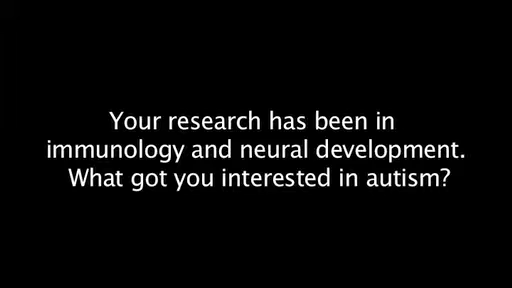 Your research has been in
immunology and neural development.
What got you interested in autism?